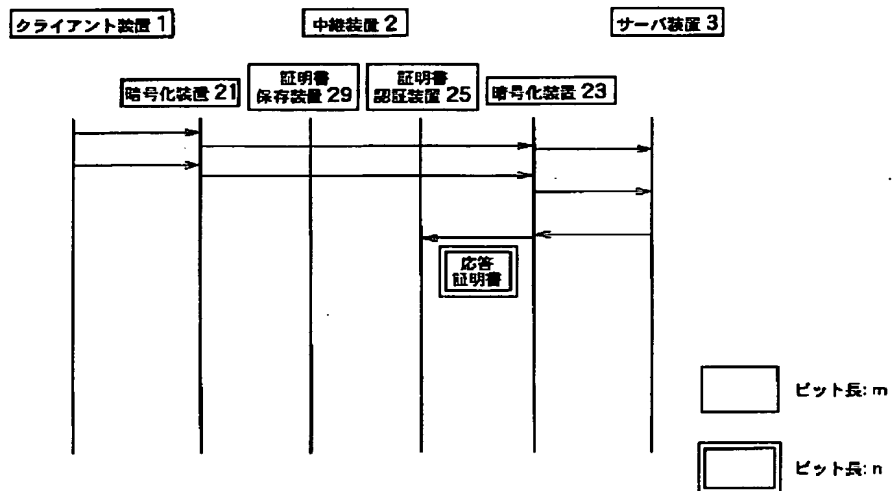 クライアント装置 1
中継装置 2
サーバ装置 3
暗号化装置 21
証明書
保存装置 29
証明書
認証装置 25
暗号化装置 23
応答
証明書
ビット長: m
ビット長: n